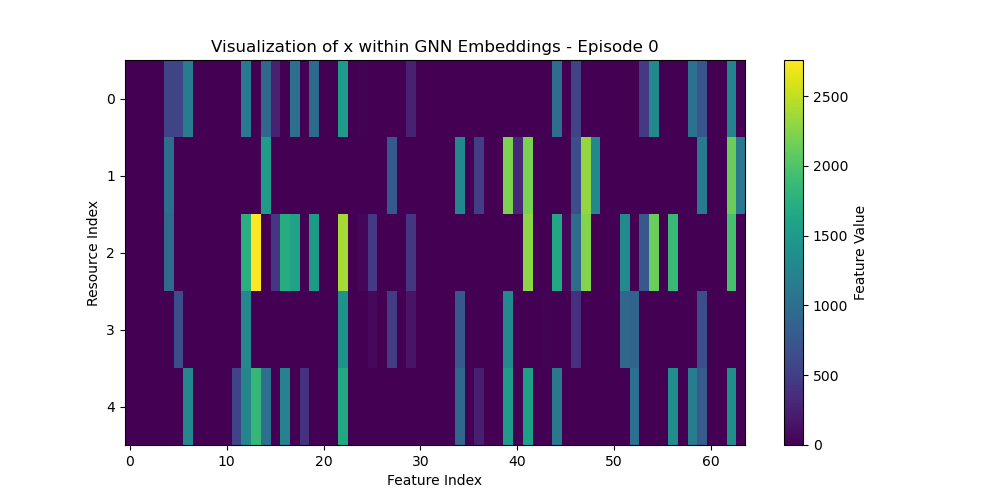 Visualization of x within GNN Embeddings - Episode 0
Resource Index
0
1
2
3
4
0 10 20 30 40 50 60
Feature Index
2500
2000
1500
1000
500
0
Feature Value